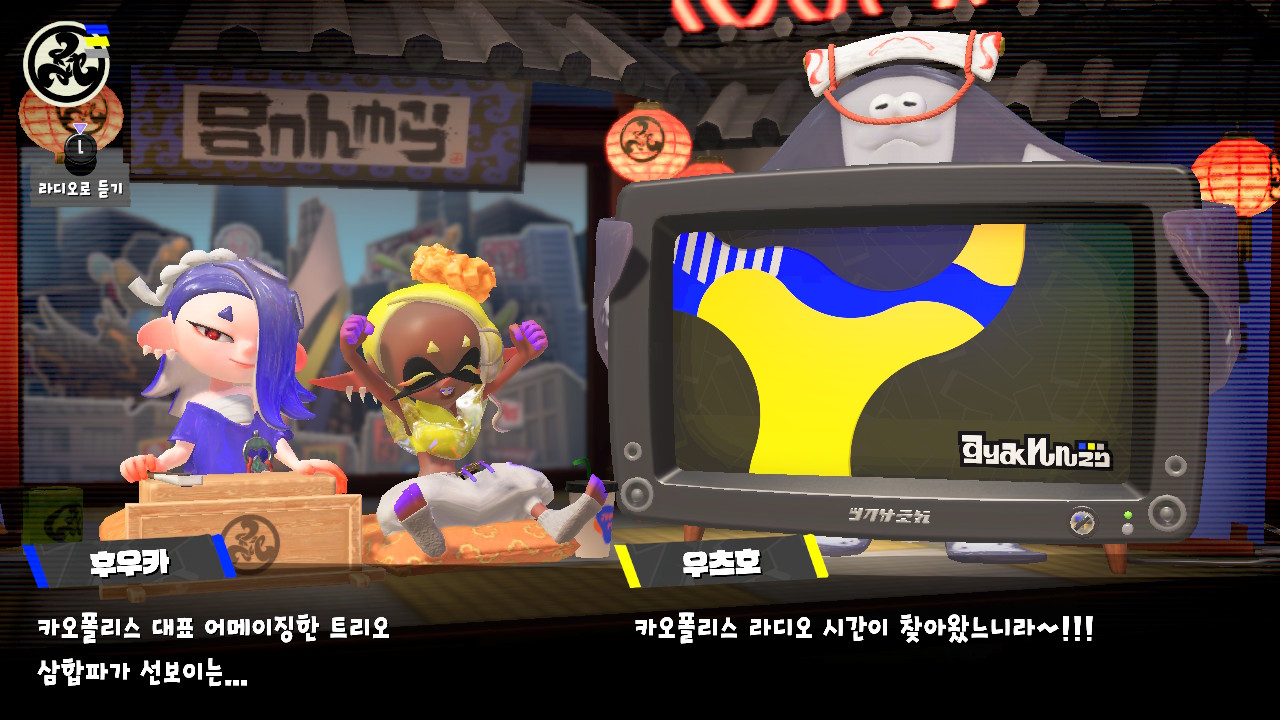 L
라디오로 듣기
후우카
카오폴리스 대표 어메이징한 트리오
삼합파가 선보이는...
우츠호
카오폴리스 라디오 시간이 찾아왔느니라~!!!